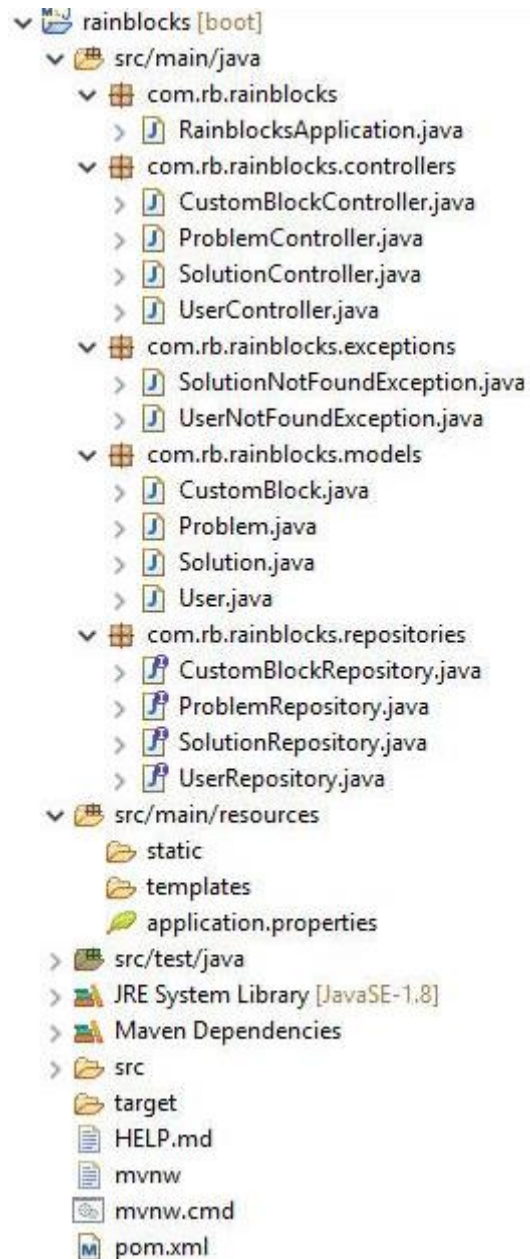 rainblocks [boot]
src/main/java
com.rb.rainblocks
RainblocksApplication.java
com.rb.rainblocks.controllers
CustomBlockController.java
ProblemController.java
SolutionController.java
UserController.java
com.rb.rainblocks.exceptions
SolutionNotFoundException.java
UserNotFoundException.java
com.rb.rainblocks.models
CustomBlock.java
Problem.java
Solution.java
User.java
com.rb.rainblocks.repositories
CustomBlockRepository.java
ProblemRepository.java
SolutionRepository.java
UserRepository.java
src/main/resources
static
templates
application.properties
src/test/java
JRE System Library [JavaSE-1.8]
Maven Dependencies
src
target
HELP.md
mvnw
mvnw.cmd
pom.xml